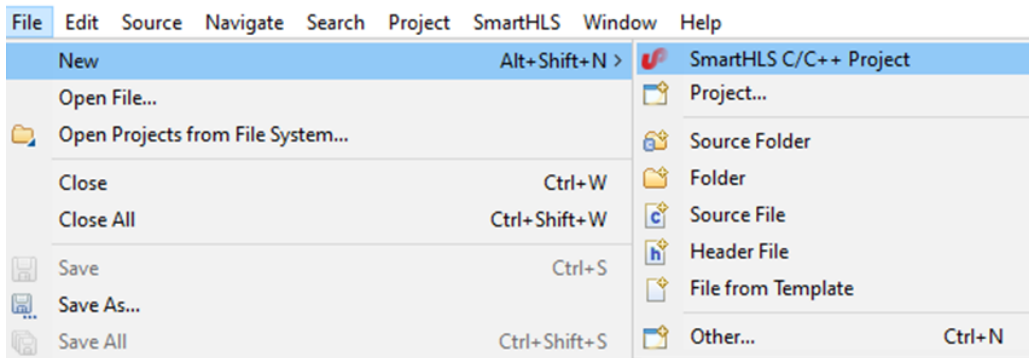 File Edit Source Navigate Search Project SmartHLS Window Help
New Alt+Shift+N >
Open File...
Open Projects from File System...
Close Ctrl+W
Close All Ctrl+Shift+W
Save Ctrl+S
Save As...
Save All Ctrl+Shift+S
SmartHLS C/C++ Project
Project...
Source Folder
Folder
Source File
Header File
File from Template
Other... Ctrl+N